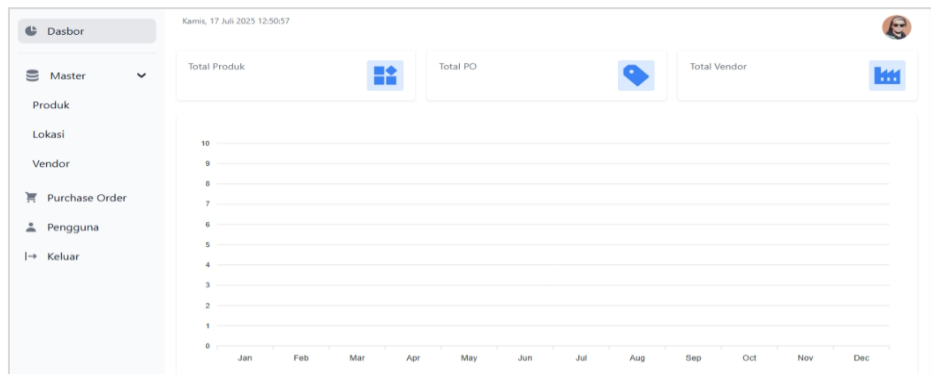 Dasbor
Master
Produk
Lokasi
Vendor
Purchase Order
Pengguna
Keluar
Kamis, 17 Juli 2025 12:50:57
Total Produk
Total PO
Total Vendor
10
9
8
7
6
5
4
3
2
1
0
Jan Feb Mar Apr May Jun Jul Aug Sep Oct Nov Dec